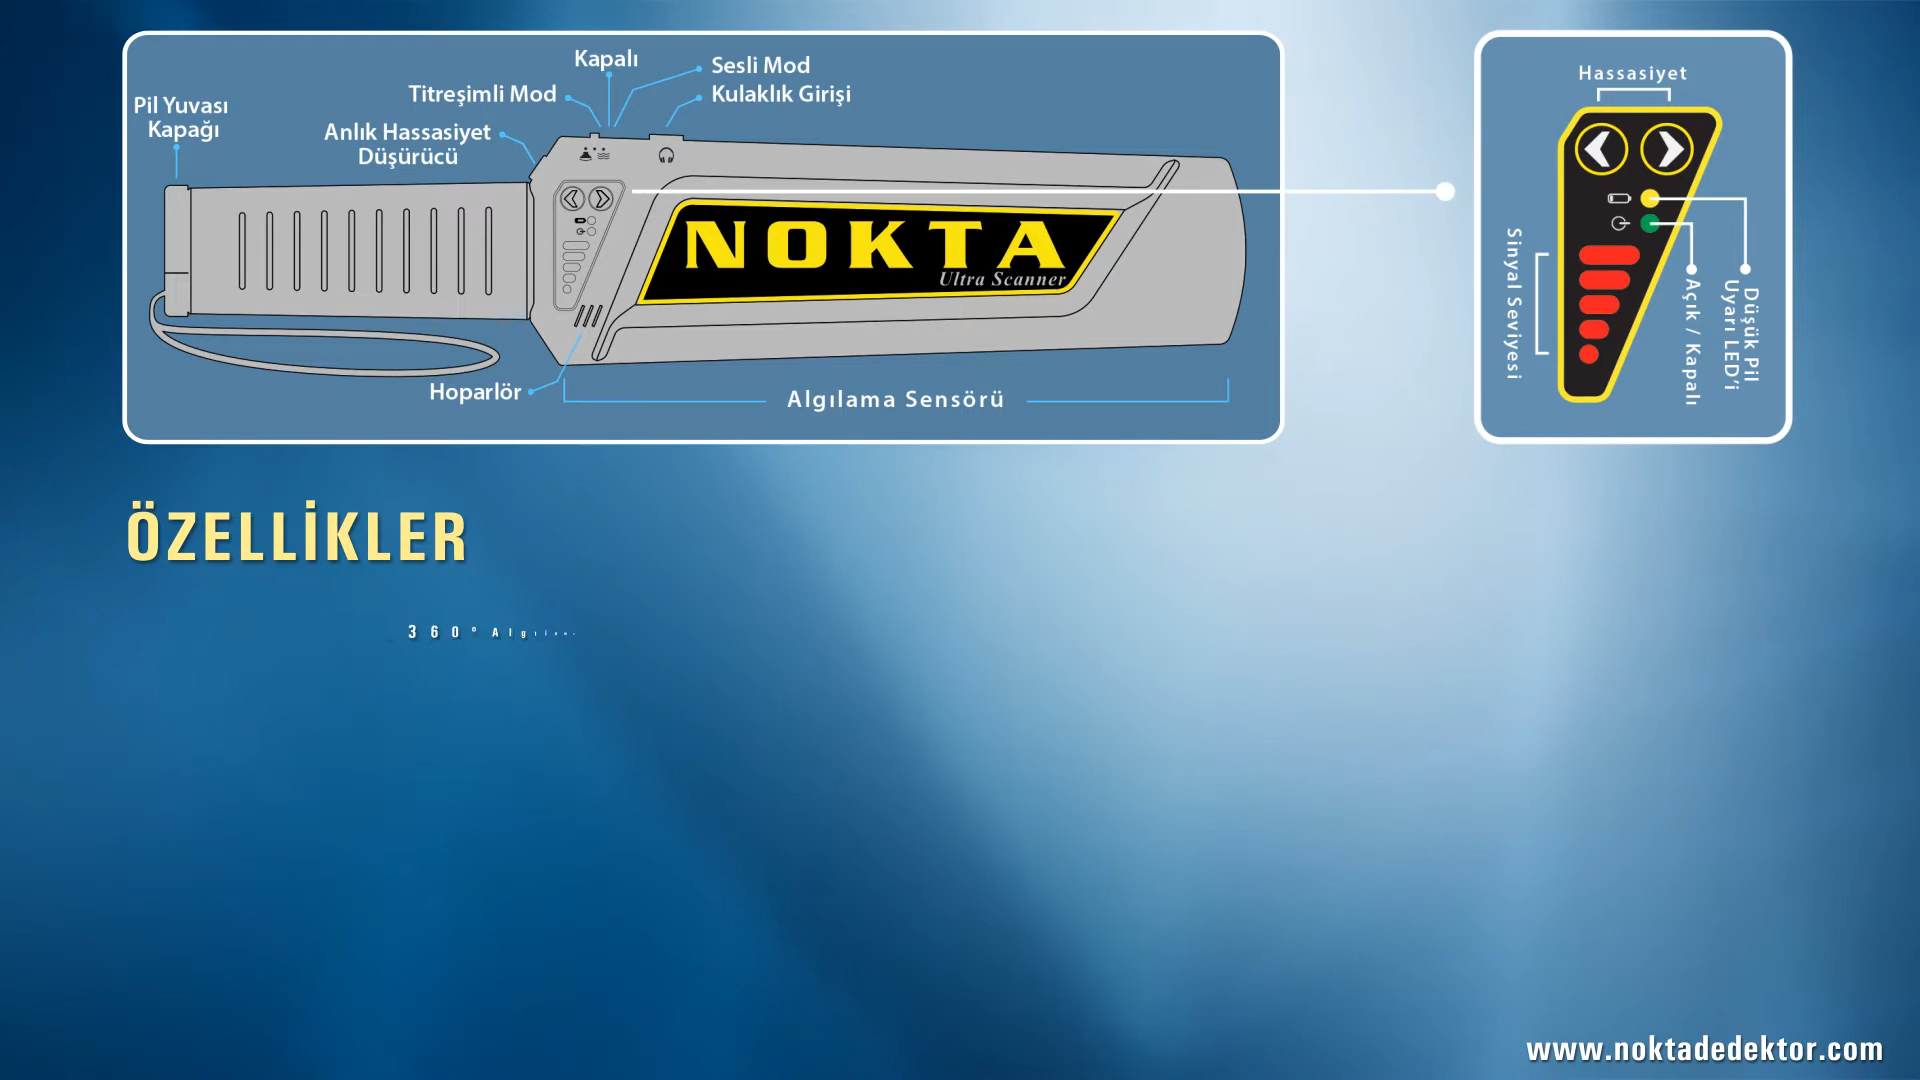 Kapalı
Sesli Mod
Titreşimli Mod
Kulaklık Girişi
Pil Yuvası
Kapağı
Anlık Hassasiyet
Düşürücü
NOKTA
Ultra Scanner
Hoparlör
Algılama Sensörü
Hassasiyet
Sinyal Seviyesi
Açık / Kapalı
Düşük Pil
Uyarı LED'i
ÖZELLİKLER
360°
www.noktadedektor.com